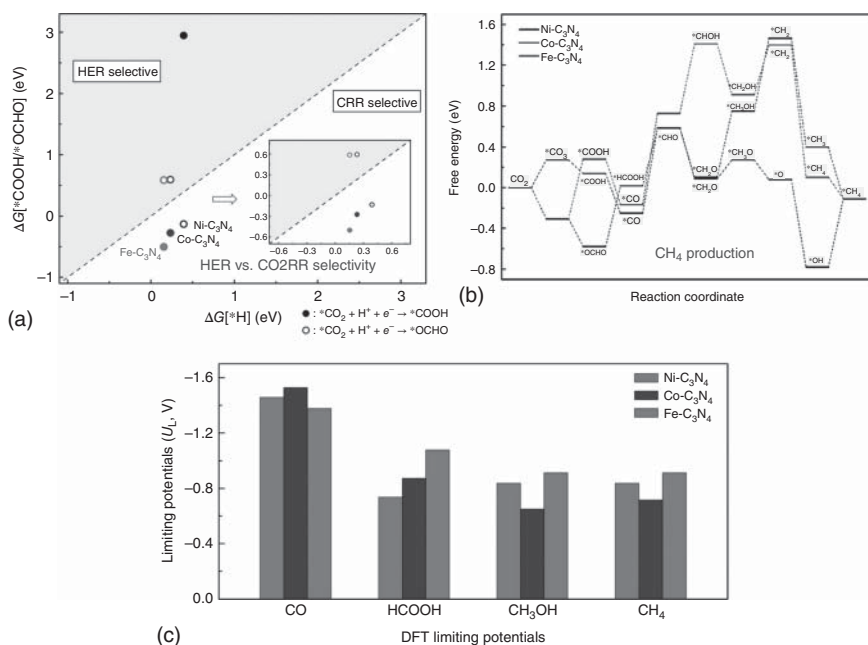 3
2
1
0
−1
ΔG[*COOH/*OCHO] (eV)
HER selective
CRR selective
0.6
0.3
0.0
−0.3
−0.6
−0.6
0.0
0.6
Ni-C₃N₄
Co-C₃N₄
Fe-C₃N₄
HER vs. CO2RR selectivity
−1
0
1
2
3
ΔG[*H] (eV)
(a)
: *CO₂ + H⁺ + e⁻ → *COOH
: *CO₂ + H⁺ + e⁻ → *OCHO
1.6
1.2
0.8
0.4
0.0
−0.4
−0.8
Free energy (eV)
Ni-C₃N₄
Co-C₃N₄
Fe-C₃N₄
CO₂
*CO₃
*COOH
*COOH
*OCHO
*HCOOH
*CO
*CO
*CHO
*CHOH
*CH₂O
*CH₂O
*CH₂OH
*CH₂OH
*CH₃O
*CH₂
*CH₂
*O
*CH₃
*CH₄
*OH
*CH₄
CH₄ production
Reaction coordinate
(b)
−1.6
−1.2
−0.8
−0.4
0.0
Limiting potentials (U_L, V)
Ni-C₃N₄
Co-C₃N₄
Fe-C₃N₄
CO
HCOOH
CH₃OH
CH₄
DFT limiting potentials
(c)